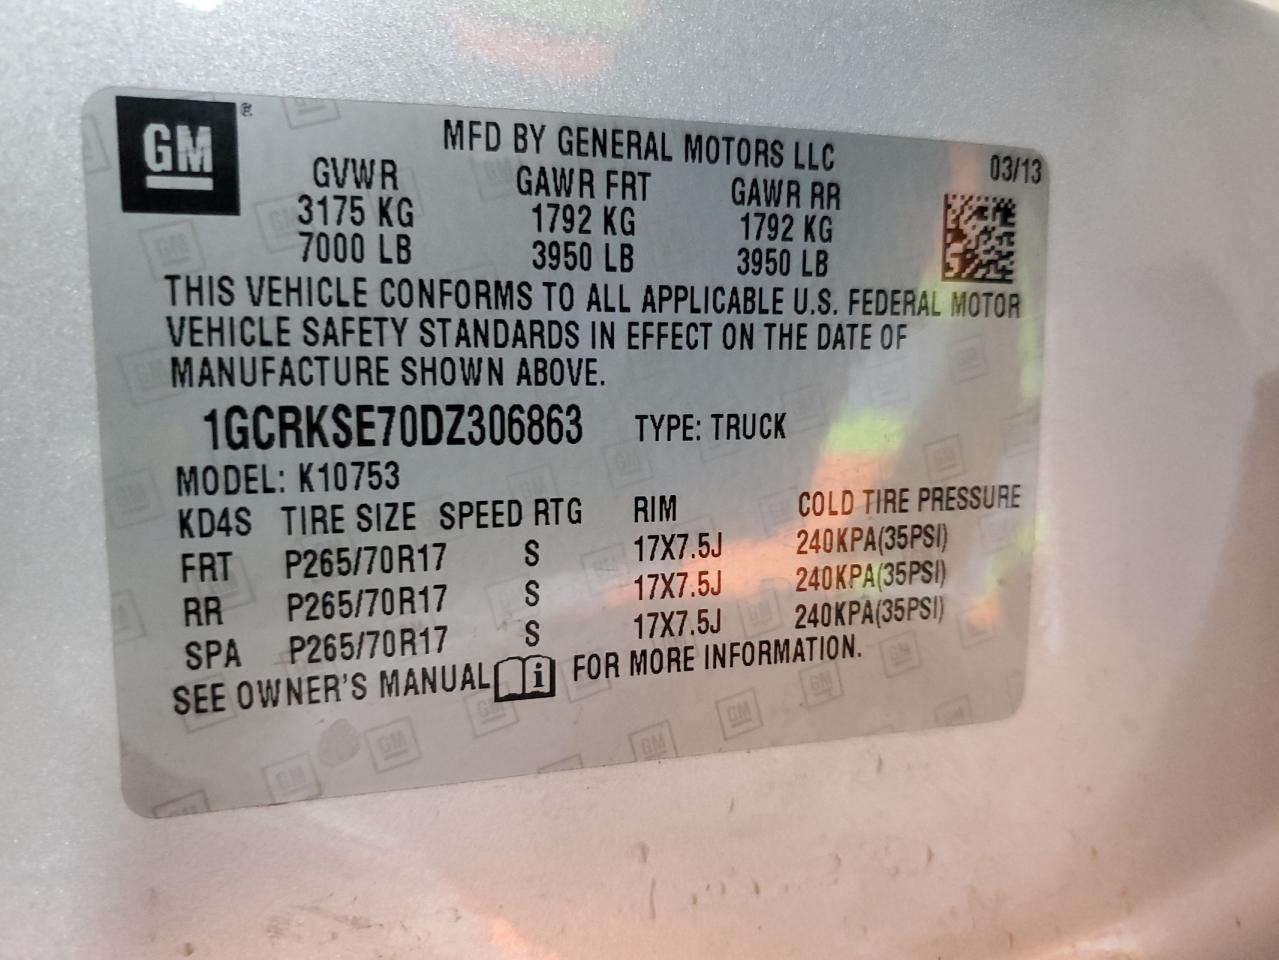 GM ®
MFD BY GENERAL MOTORS LLC 03/13
GVWR GAWR FRT GAWR RR
3175 KG 1792 KG 1792 KG
7000 LB 3950 LB 3950 LB
THIS VEHICLE CONFORMS TO ALL APPLICABLE U.S. FEDERAL MOTOR
VEHICLE SAFETY STANDARDS IN EFFECT ON THE DATE OF
MANUFACTURE SHOWN ABOVE.
1GCRKSE70DZ306863 TYPE: TRUCK
MODEL: K10753
KD4S TIRE SIZE SPEED RTG RIM COLD TIRE PRESSURE
FRT P265/70R17 S 17X7.5J 240KPA(35PSI)
RR P265/70R17 S 17X7.5J 240KPA(35PSI)
SPA P265/70R17 S 17X7.5J 240KPA(35PSI)
SEE OWNER'S MANUAL i FOR MORE INFORMATION.